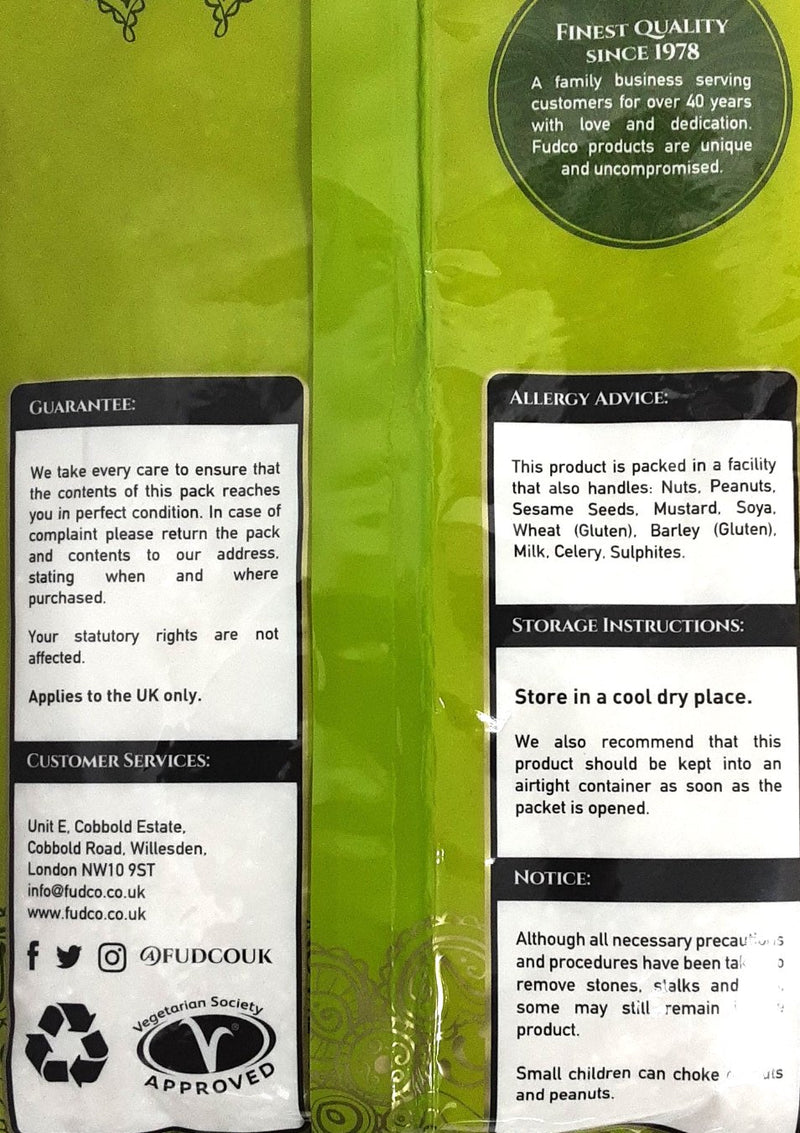 FINEST QUALITY
SINCE 1978
A family business serving
customers for over 40 years
with love and dedication.
Fudco products are unique
and uncompromised.
GUARANTEE:
We take every care to ensure that
the contents of this pack reaches
you in perfect condition. In case of
complaint please return the pack
and contents to our address,
stating when and where
purchased.
Your statutory rights are not
affected.
Applies to the UK only.
CUSTOMER SERVICES:
Unit E, Cobbold Estate,
Cobbold Road, Willesden,
London NW10 9ST
info@fudco.co.uk
www.fudco.co.uk
@FUDCOUK
Vegetarian Society
V®
APPROVED
ALLERGY ADVICE:
This product is packed in a facility
that also handles: Nuts, Peanuts,
Sesame Seeds, Mustard, Soya,
Wheat (Gluten), Barley (Gluten),
Milk, Celery, Sulphites.
STORAGE INSTRUCTIONS:
Store in a cool dry place.
We also recommend that this
product should be kept into an
airtight container as soon as the
packet is opened.
NOTICE:
Although all necessary
and procedures have been
remove stones, stalks and
some may still remain
product.
Small children can choke
and peanuts.